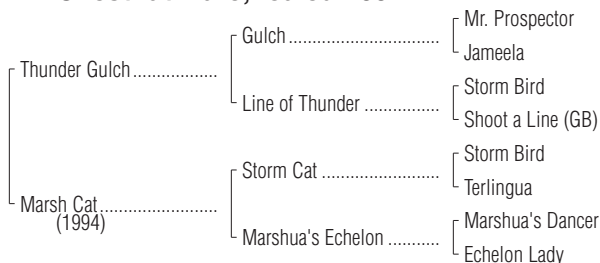 Gulch
Mr. Prospector
Jameela
Thunder Gulch
Line of Thunder
Storm Bird
Shoot a Line (GB)
Storm Cat
Storm Bird
Terlingua
Marsh Cat
(1994)
Marshua's Echelon
Marshua's Dancer
Echelon Lady